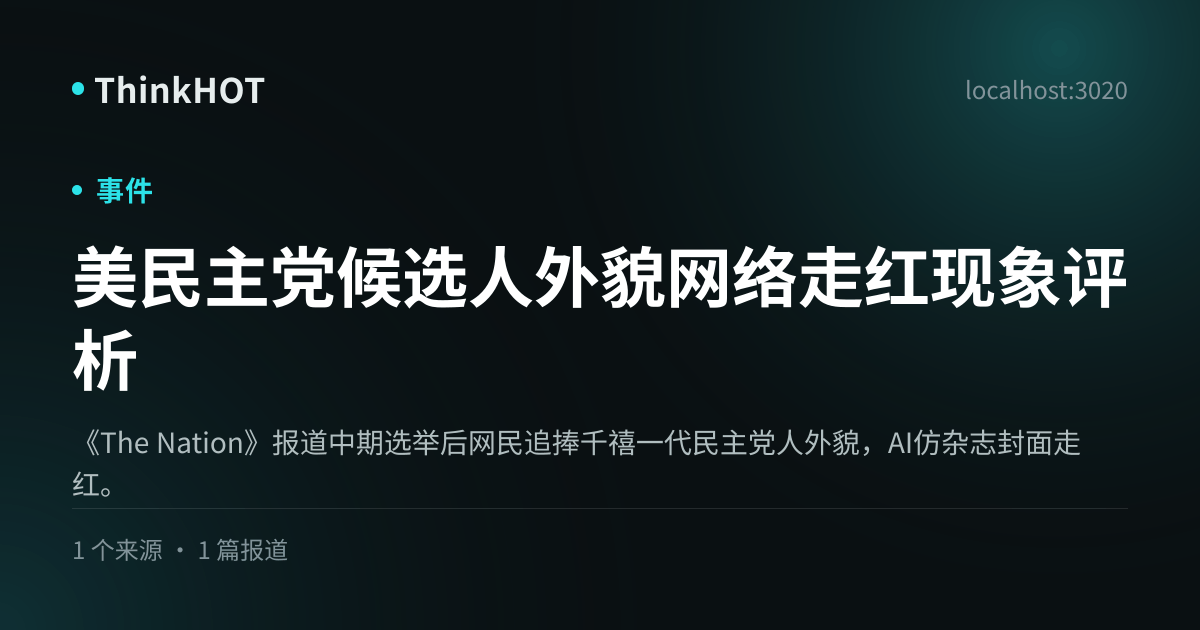 ThinkHOT
localhost:3020
事件
美民主党候选人外貌网络走红现象评
析
《The Nation》报道中期选举后网民追捧千禧一代民主党人外貌，AI仿杂志封面走
红。
1 个来源 · 1 篇报道